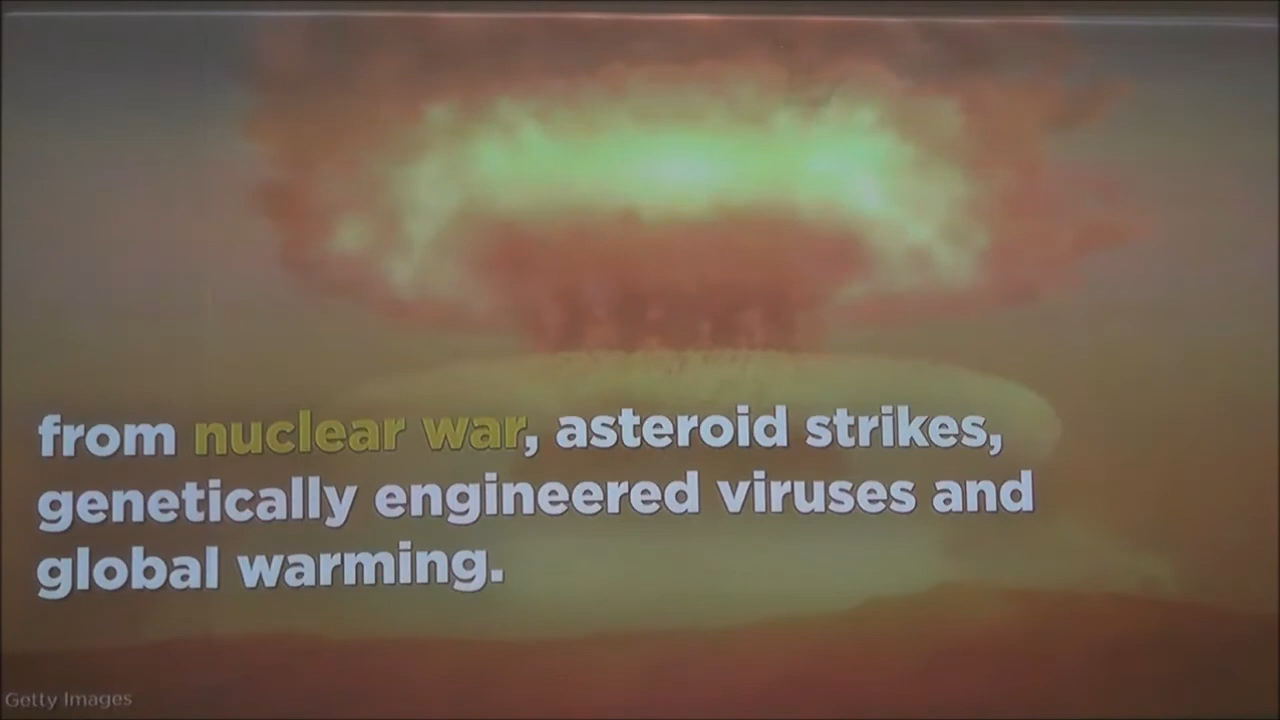 from nuclear war, asteroid strikes,
genetically engineered viruses and
global warming.
Getty Images